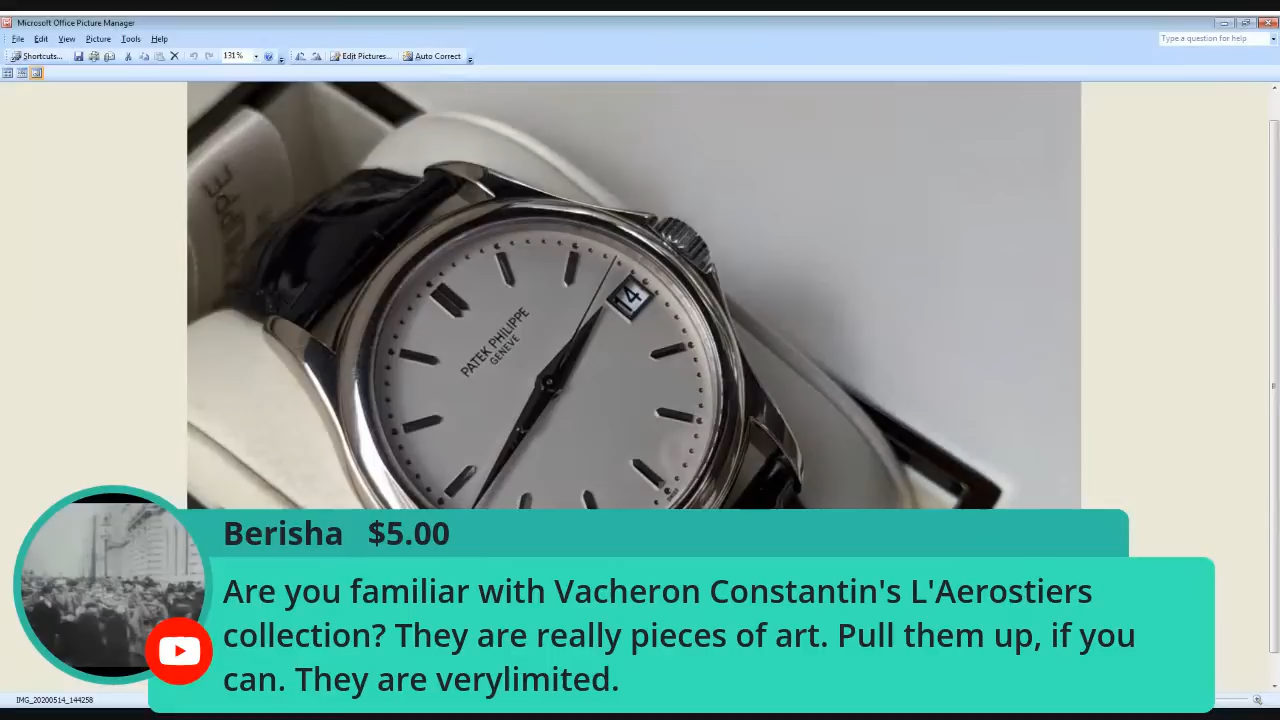 Microsoft Office Picture Manager
File Edit View Picture Tools Help
Type a question for help
Shortcuts... 131% Edit Pictures... Auto Correct
14
PATEK PHILIPPE
GENEVE
Berisha $5.00
Are you familiar with Vacheron Constantin's L'Aerostiers
collection? They are really pieces of art. Pull them up, if you
can. They are verylimited.
IMG_20200514_144258